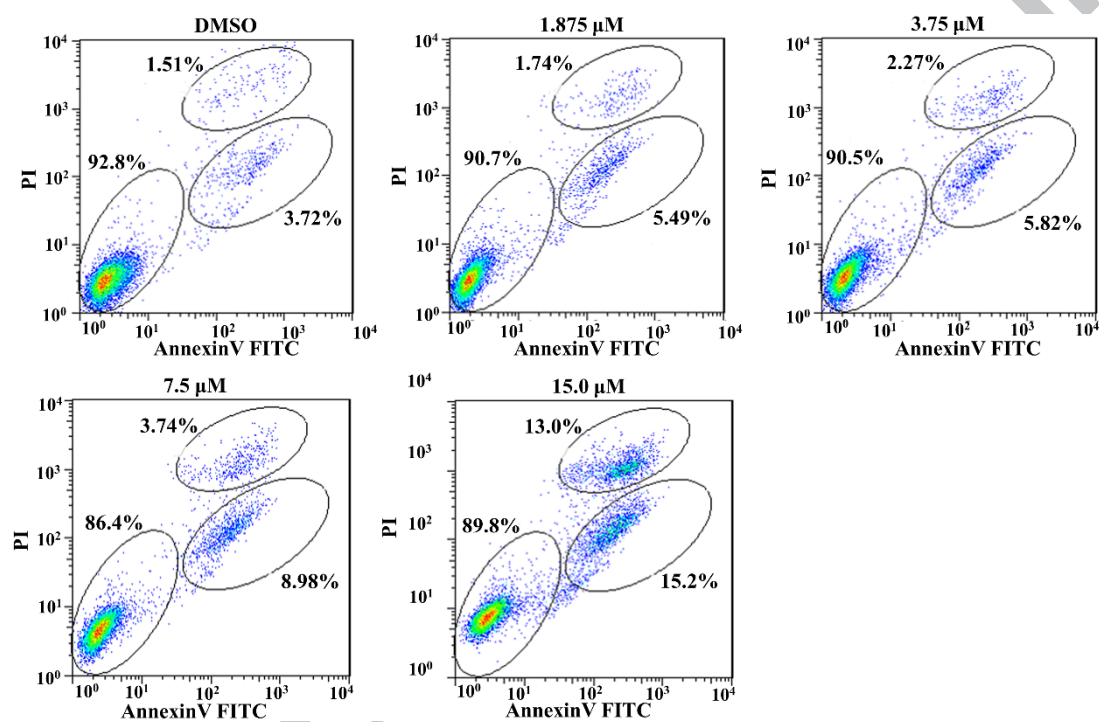 DMSO
10⁴
1.51%
10³
92.8%
PI
10²
3.72%
10¹
10⁰
10⁰ 10¹ 10² 10³ 10⁴
AnnexinV FITC
1.875 µM
10⁴
1.74%
10³
90.7%
PI
10²
5.49%
10¹
10⁰
10⁰ 10¹ 10² 10³ 10⁴
AnnexinV FITC
3.75 µM
10⁴
2.27%
10³
90.5%
PI
10²
5.82%
10¹
10⁰
10⁰ 10¹ 10² 10³ 10⁴
AnnexinV FITC
7.5 µM
10⁴
3.74%
10³
86.4%
PI
10²
8.98%
10¹
10⁰
10⁰ 10¹ 10² 10³ 10⁴
AnnexinV FITC
15.0 µM
10⁴
13.0%
10³
89.8%
PI
10²
15.2%
10¹
10⁰
10⁰ 10¹ 10² 10³ 10⁴
AnnexinV FITC